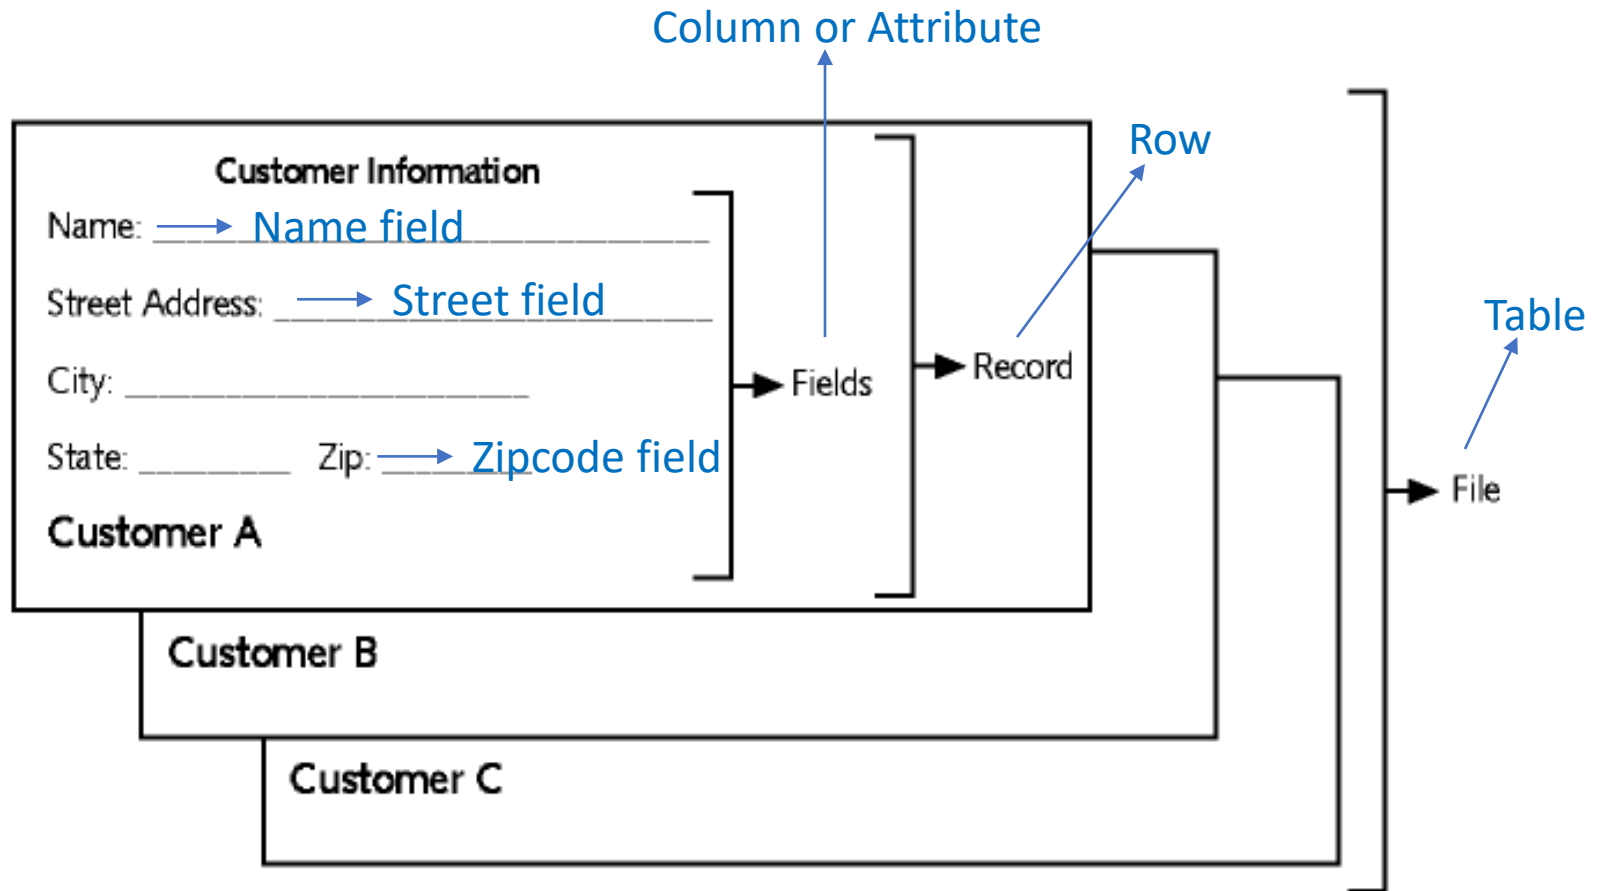 Column or Attribute
Row
Customer Information
Name: Name field
Street Address: Street field
Table
City:
Fields
Record
State: Zip: Zipcode field
File
Customer A
Customer B
Customer C